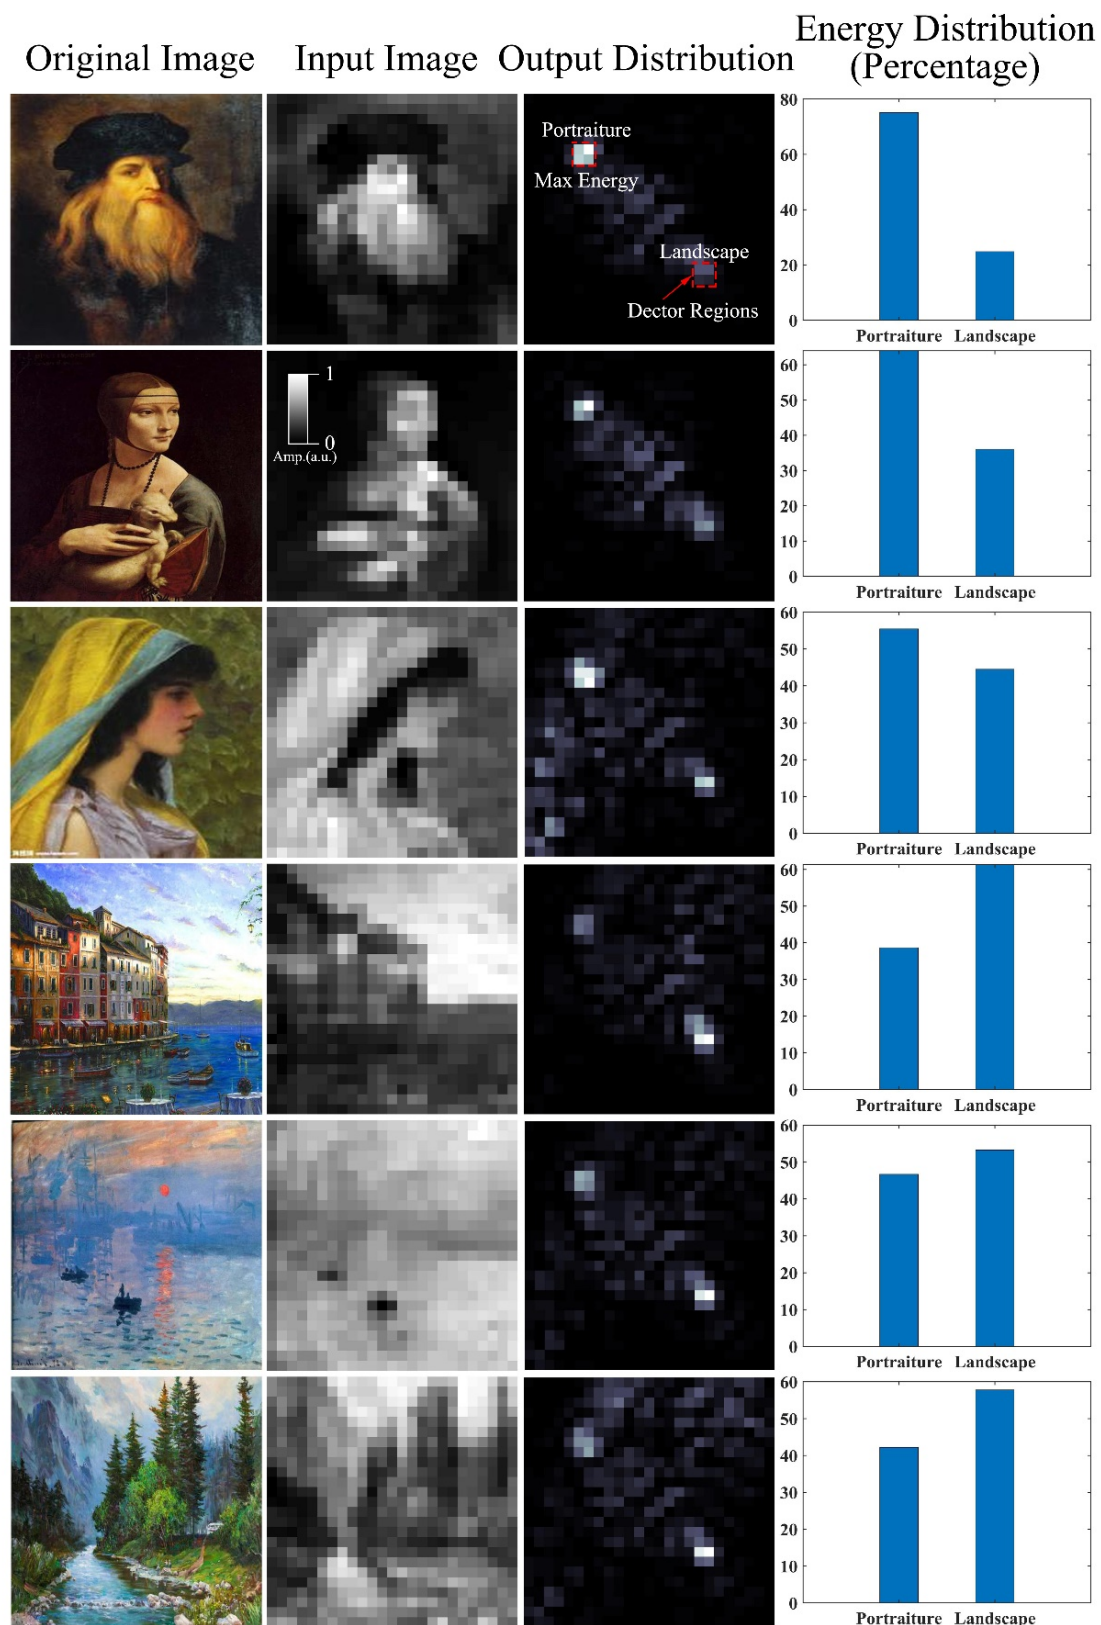 Original Image
Input Image
Output Distribution
Energy Distribution
(Percentage)
Portraiture
Max Energy
Landscape
Dector Regions
80
60
40
20
0
Portraiture Landscape
1
0
Amp.(a.u.)
60
50
40
30
20
10
0
Portraiture Landscape
60
50
40
30
20
10
0
Portraiture Landscape
60
50
40
30
20
10
0
Portraiture Landscape
60
50
40
30
20
10
0
Portraiture Landscape
60
50
40
30
20
10
0
Portraiture Landscape